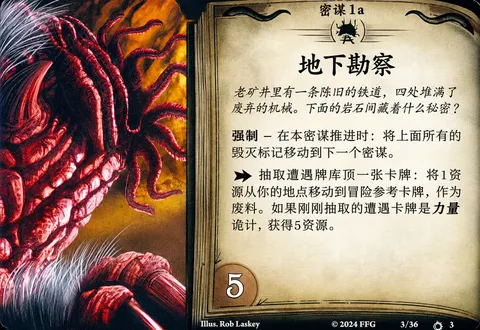 密谋 1a
地下勘察
老矿井里有一条陈旧的铁道，四处堆满了
废弃的机械。下面的岩石间藏着什么秘密？
强制 – 在本密谋推进时：将上面所有的
毁灭标记移动到下一个密谋。
抽取遭遇牌库顶一张卡牌：将1资
源从你的地点移动到冒险参考卡牌，作为
废料。如果刚刚抽取的遭遇卡牌是力量
诡计，获得5资源。
5
Illus. Rob Laskey © 2024 FFG 3/36 3